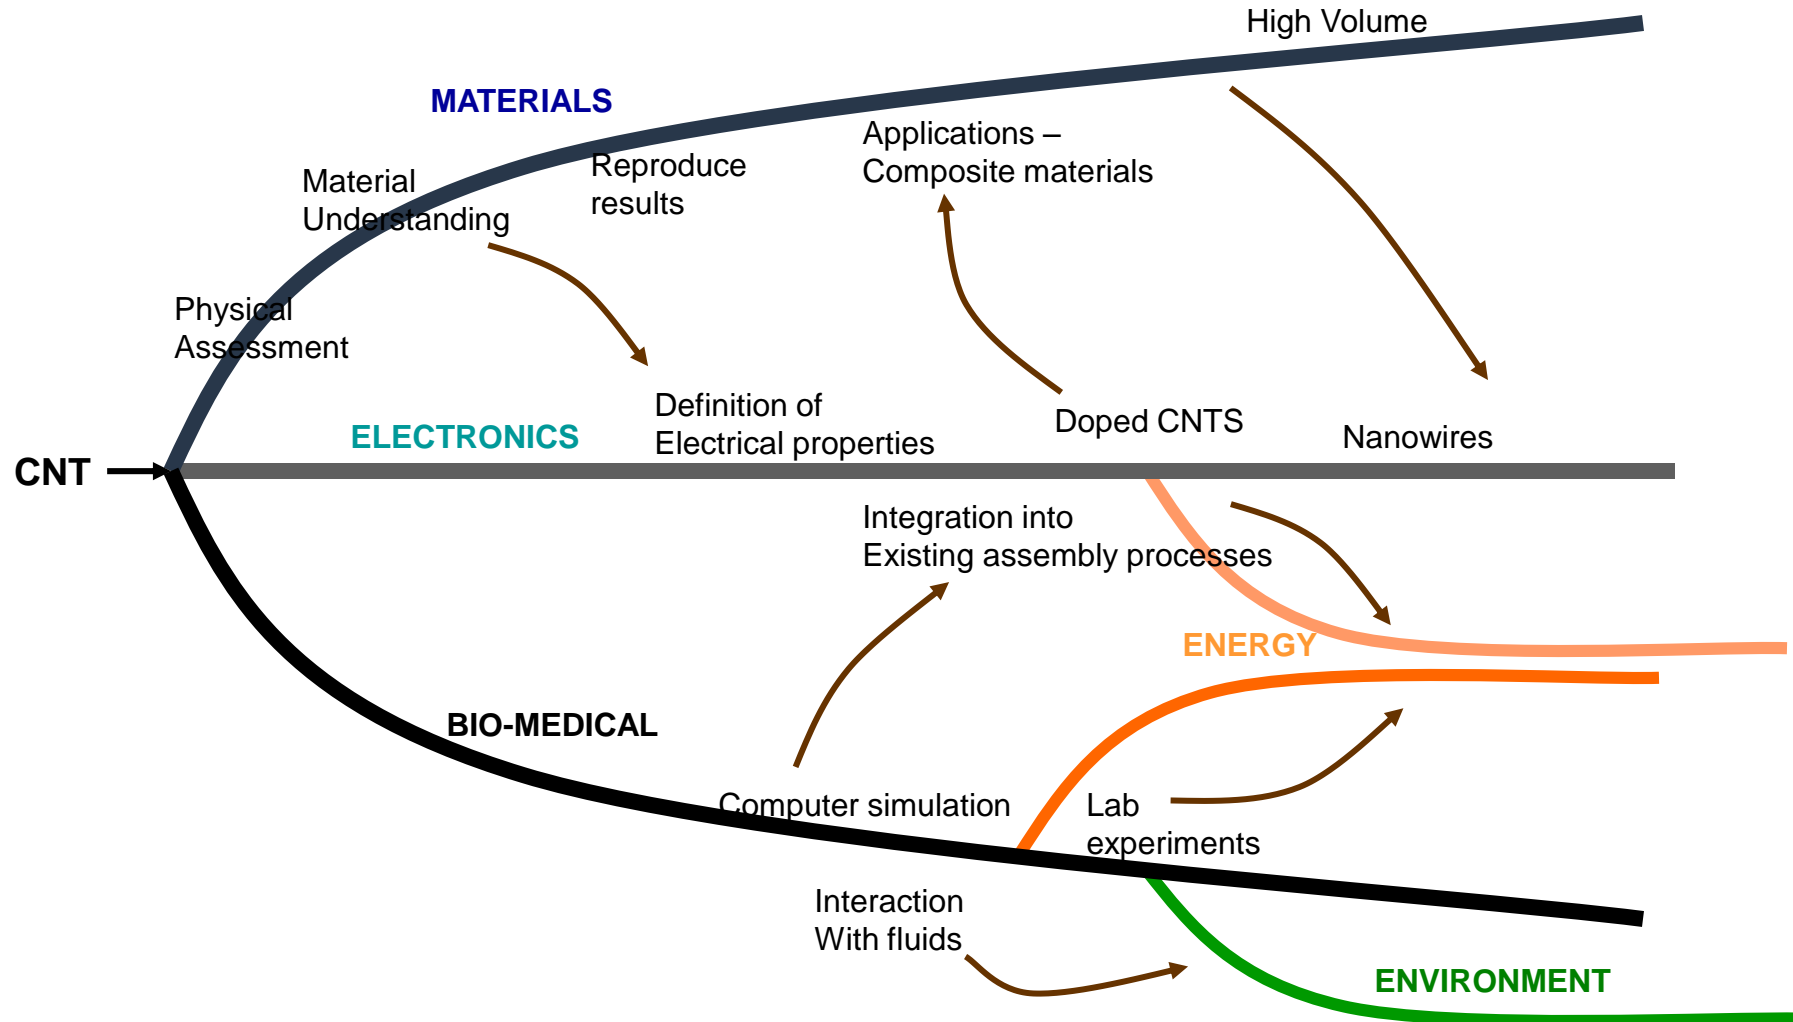 High Volume
MATERIALS
Applications –
Composite materials
Reproduce
results
Material
Understanding
Physical
Assessment
Definition of
Electrical properties
Doped CNTS
Nanowires
ELECTRONICS
CNT
Integration into
Existing assembly processes
ENERGY
BIO-MEDICAL
Computer simulation
Lab
experiments
Interaction
With fluids
ENVIRONMENT